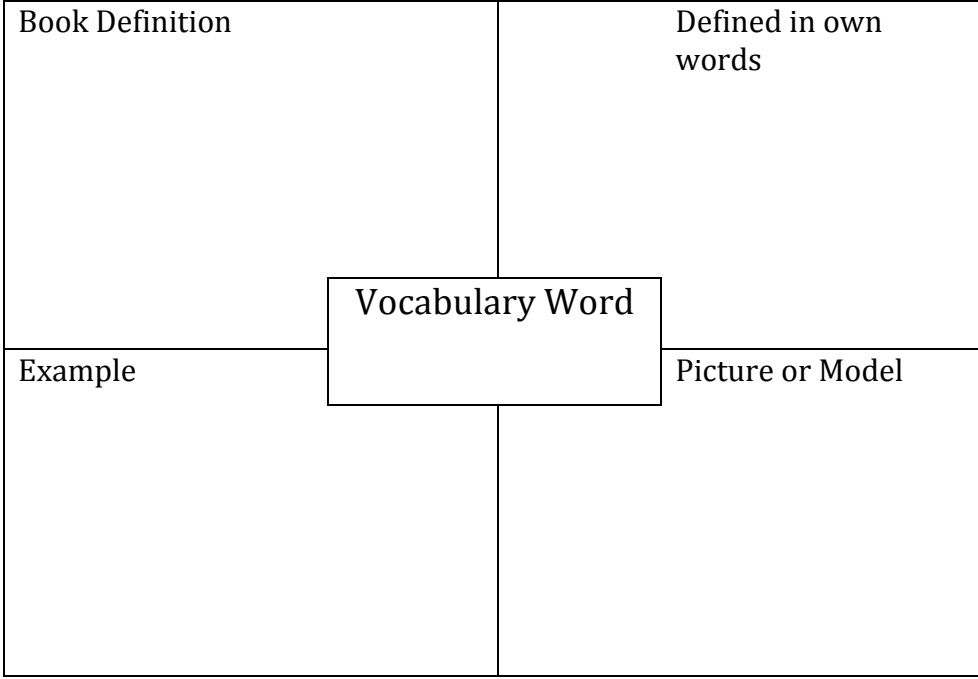 Book Definition
Defined in own
words
Vocabulary Word
Example
Picture or Model